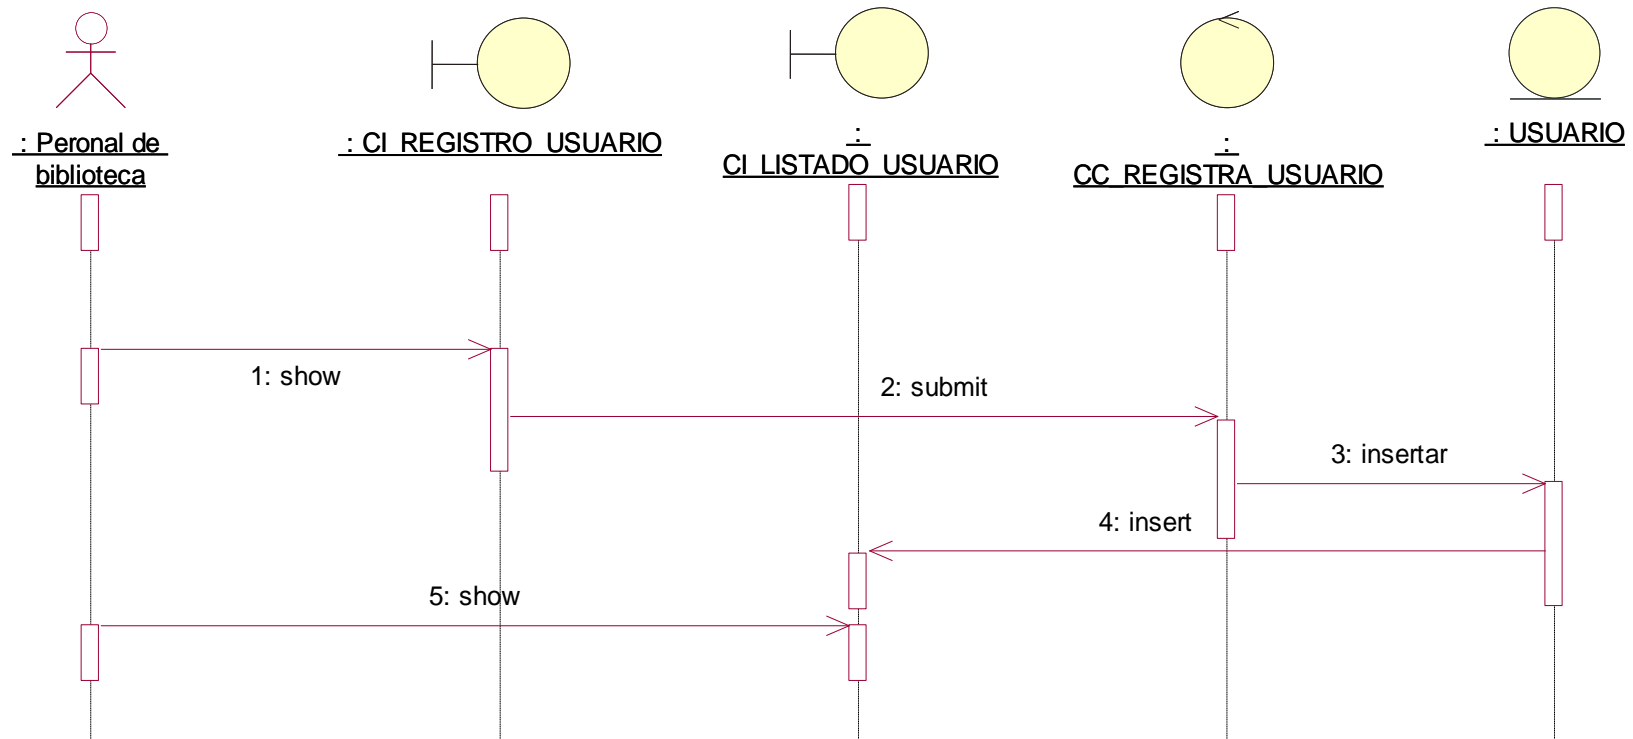 : Peronal de
biblioteca
: CI_REGISTRO_USUARIO
:
CI_LISTADO_USUARIO
:
CC_REGISTRA_USUARIO
: USUARIO
1: show
2: submit
3: insertar
4: insert
5: show